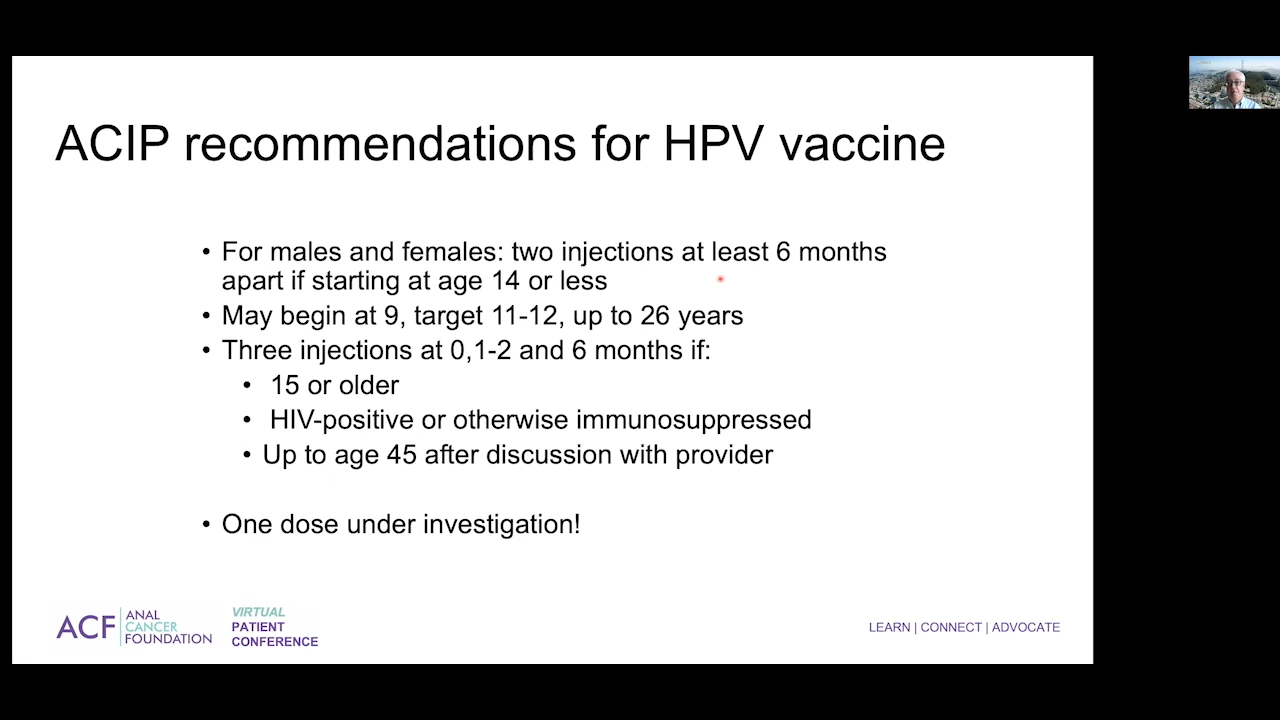 ACIP recommendations for HPV vaccine
• For males and females: two injections at least 6 months
apart if starting at age 14 or less
• May begin at 9, target 11-12, up to 26 years
• Three injections at 0,1-2 and 6 months if:
• 15 or older
• HIV-positive or otherwise immunosuppressed
• Up to age 45 after discussion with provider
• One dose under investigation!
ACF ANAL
CANCER
FOUNDATION
VIRTUAL
PATIENT
CONFERENCE
LEARN | CONNECT | ADVOCATE